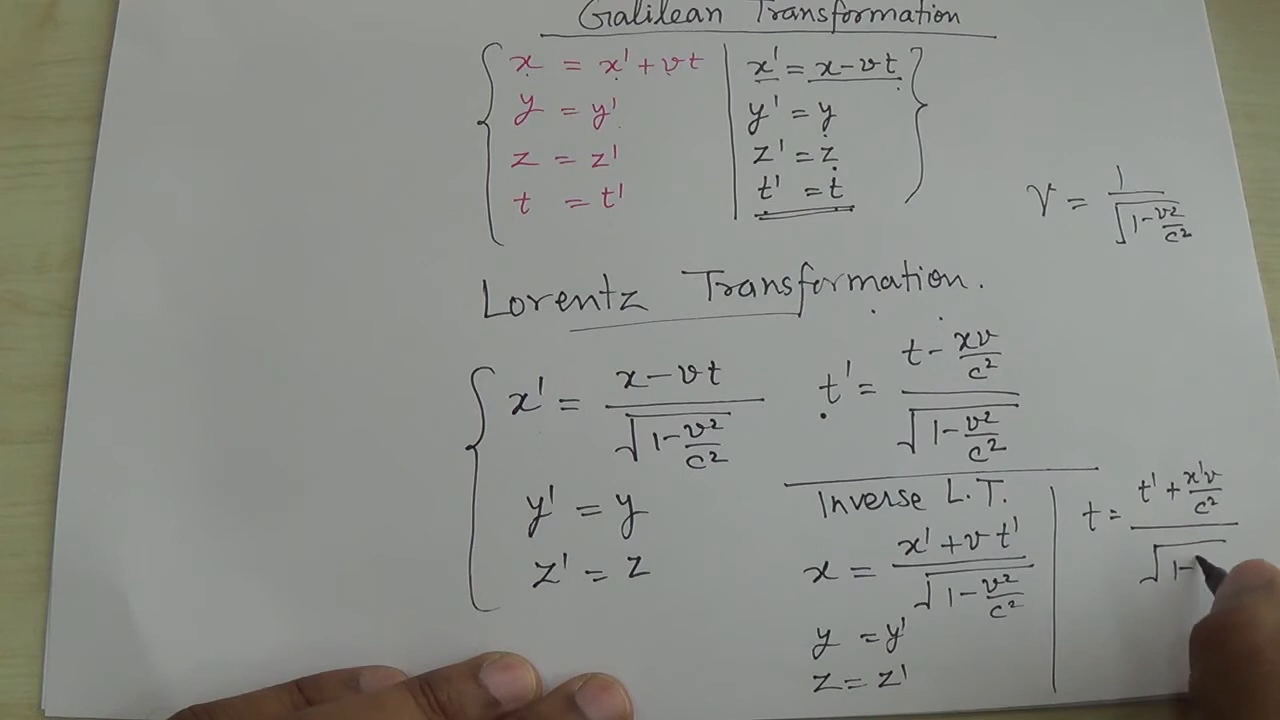 Galilean Transformation
x = x' + vt
y = y'
z = z'
t = t'
x' = x - vt
y' = y
z' = z
t' = t
γ = 1/√(1 - v²/c²)
Lorentz Transformation.
x' = (x - vt)/√(1 - v²/c²)
y' = y
z' = z
t' = (t - xv/c²)/√(1 - v²/c²)
Inverse L.T.
x = (x' + vt')/√(1 - v²/c²)
y = y'
z = z'
t = (t' + x'v/c²)/√(1 -